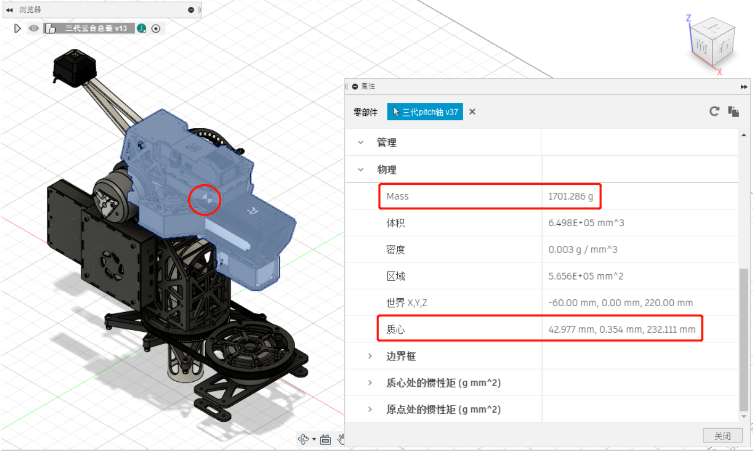 浏览器
三代云台总装 v13
Z
上
前
右
X
属性
零部件
三代pitch轴 v37
管理
物理
Mass
1701.286 g
体积
6.498E+05 mm^3
密度
0.003 g / mm^3
区域
5.656E+05 mm^2
世界 X,Y,Z
-60.00 mm, 0.00 mm, 220.00 mm
质心
42.977 mm, 0.354 mm, 232.111 mm
边界框
质心处的惯性矩 (g mm^2)
原点处的惯性矩 (g mm^2)
关闭